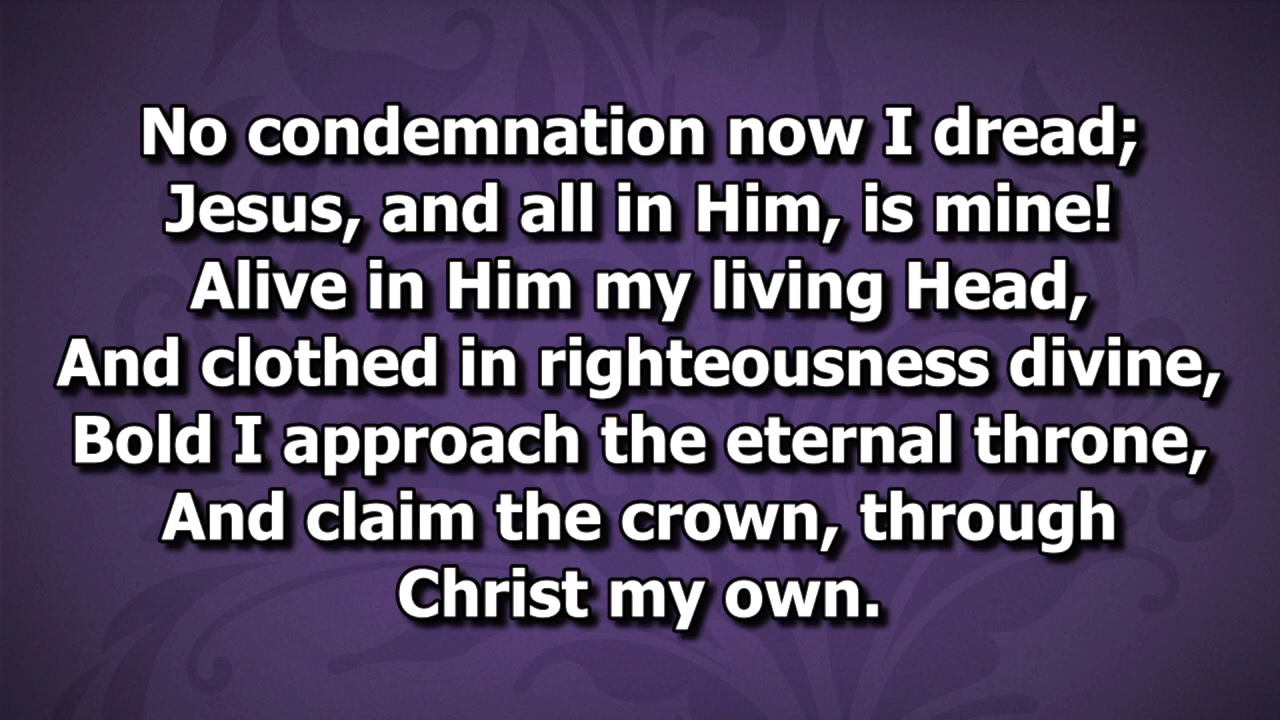 No condemnation now I dread;
Jesus, and all in Him, is mine!
Alive in Him my living Head,
And clothed in righteousness divine,
Bold I approach the eternal throne,
And claim the crown, through
Christ my own.